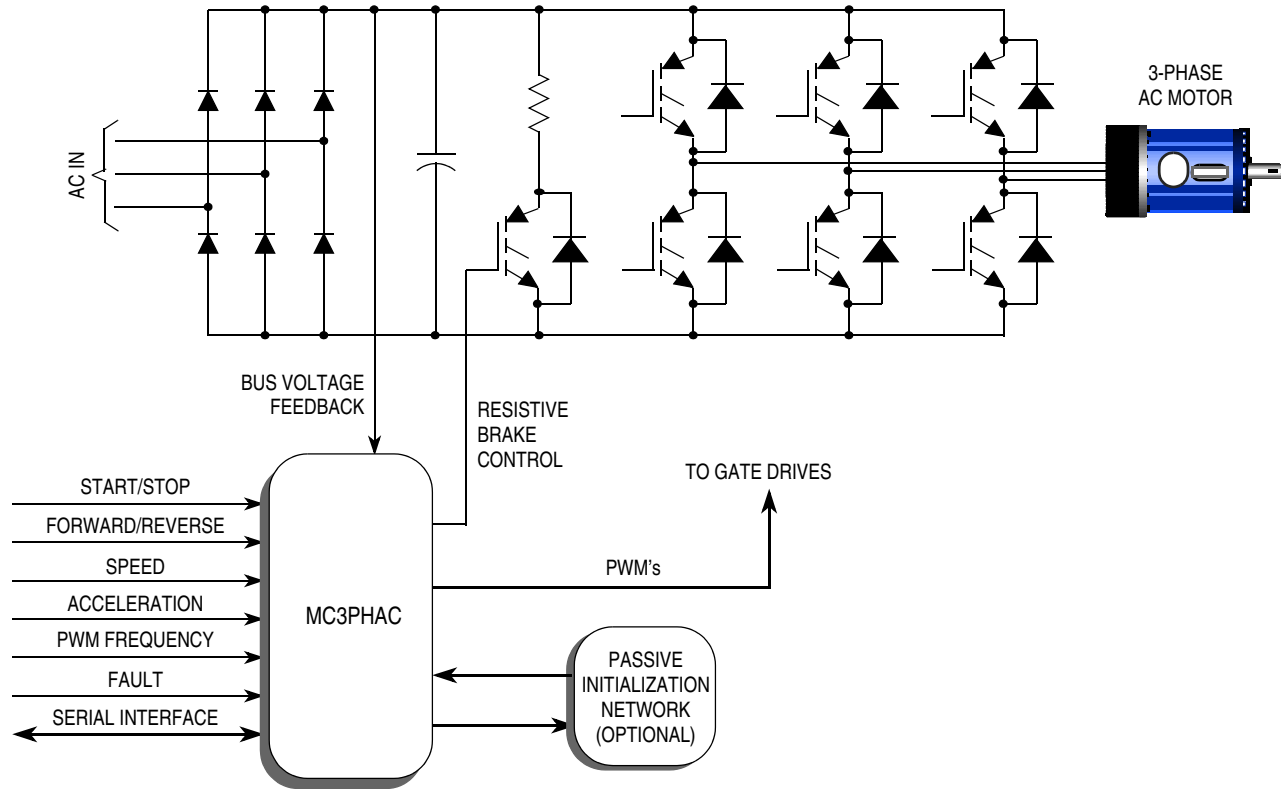 3-PHASE
AC MOTOR
AC IN
BUS VOLTAGE
FEEDBACK
RESISTIVE
BRAKE
CONTROL
TO GATE DRIVES
START/STOP
FORWARD/REVERSE
SPEED
ACCELERATION
PWM FREQUENCY
FAULT
SERIAL INTERFACE
MC3PHAC
PWM's
PASSIVE
INITIALIZATION
NETWORK
(OPTIONAL)